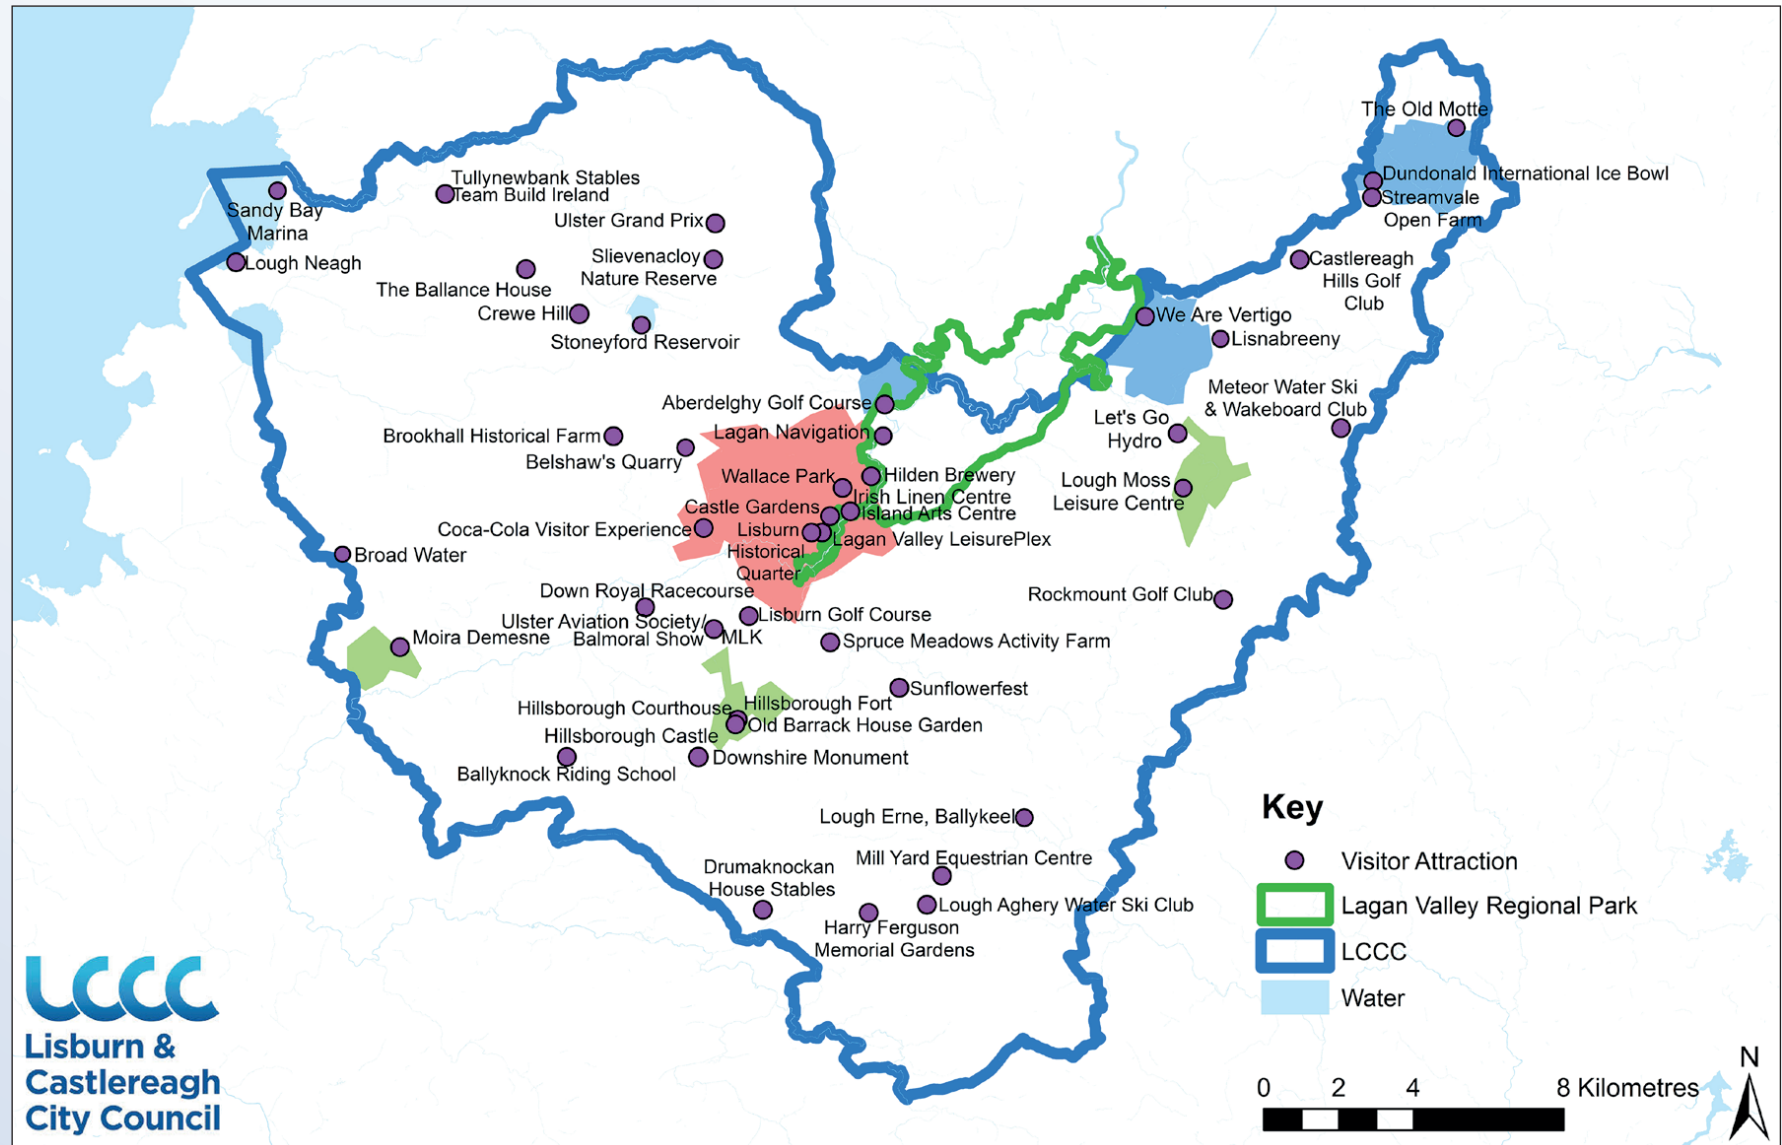 The Old Motte
Dundonald International Ice Bowl
Streamvale
Open Farm
Tullynewbank Stables
Team Build Ireland
Sandy Bay
Marina
Ulster Grand Prix
Lough Neagh
Slievenacloy
Nature Reserve
Castlereagh
Hills Golf
Club
The Ballance House
Crewe Hill
Stoneyford Reservoir
We Are Vertigo
Lisnabreeny
Meteor Water Ski
& Wakeboard Club
Aberdelghy Golf Course
Let's Go
Hydro
Brookhall Historical Farm
Lagan Navigation
Belshaw's Quarry
Wallace Park
Hilden Brewery
Lough Moss
Leisure Centre
Irish Linen Centre
Castle Gardens
Island Arts Centre
Coca-Cola Visitor Experience
Lisburn
Historical
Quarter
Lagan Valley LeisurePlex
Broad Water
Down Royal Racecourse
Rockmount Golf Club
Ulster Aviation Society/
Balmoral Show
MLK
Lisburn Golf Course
Moira Demesne
Spruce Meadows Activity Farm
Sunflowerfest
Hillsborough Courthouse
Hillsborough Fort
Old Barrack House Garden
Hillsborough Castle
Downshire Monument
Ballyknock Riding School
Lough Erne, Ballykeel
Mill Yard Equestrian Centre
Drumaknockan
House Stables
Lough Aghery Water Ski Club
Harry Ferguson
Memorial Gardens
Key
Visitor Attraction
Lagan Valley Regional Park
LCCC
Water
LCCC
Lisburn &
Castlereagh
City Council
N
0 2 4 8 Kilometres